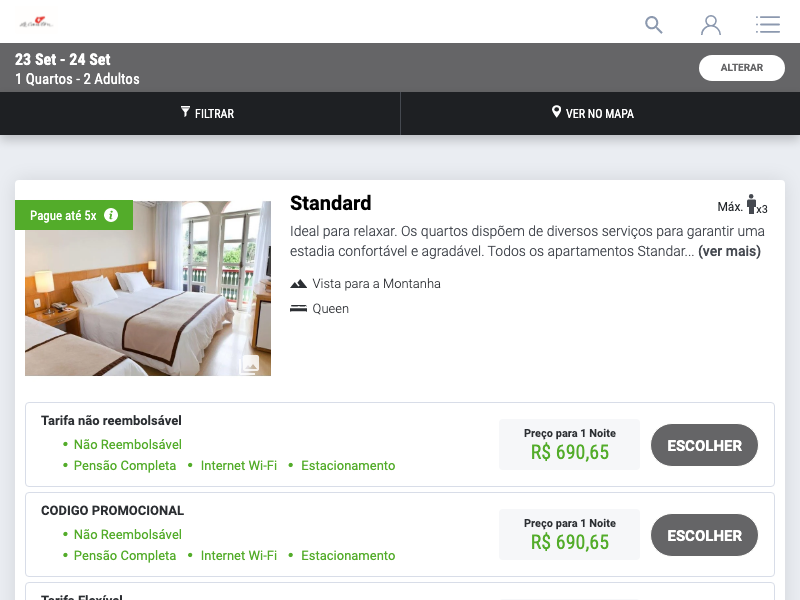 23 Set - 24 Set
1 Quartos - 2 Adultos
ALTERAR
FILTRAR
VER NO MAPA
Pague até 5x
Standard
Máx. x3
Ideal para relaxar. Os quartos dispõem de diversos serviços para garantir uma
estadia confortável e agradável. Todos os apartamentos Standar... (ver mais)
Vista para a Montanha
Queen
Tarifa não reembolsável
• Não Reembolsável
• Pensão Completa • Internet Wi-Fi • Estacionamento
Preço para 1 Noite
R$ 690,65
ESCOLHER
CODIGO PROMOCIONAL
• Não Reembolsável
• Pensão Completa • Internet Wi-Fi • Estacionamento
Preço para 1 Noite
R$ 690,65
ESCOLHER
Tarifa Flexível